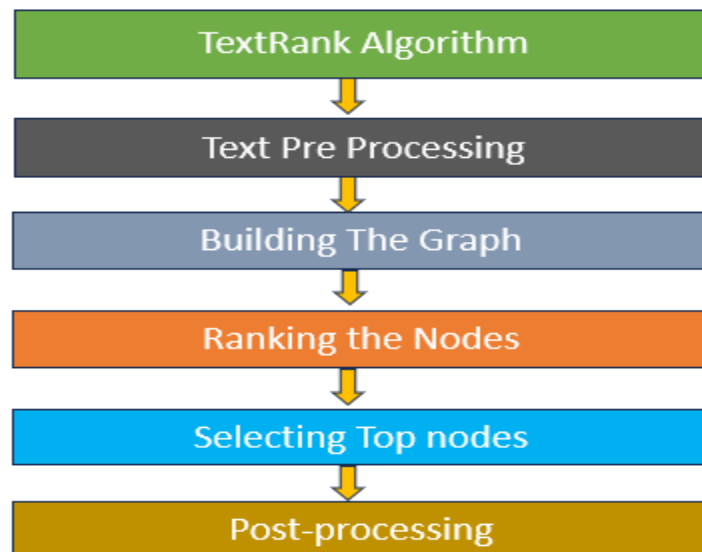 TextRank Algorithm
Text Pre Processing
Building The Graph
Ranking the Nodes
Selecting Top nodes
Post-processing